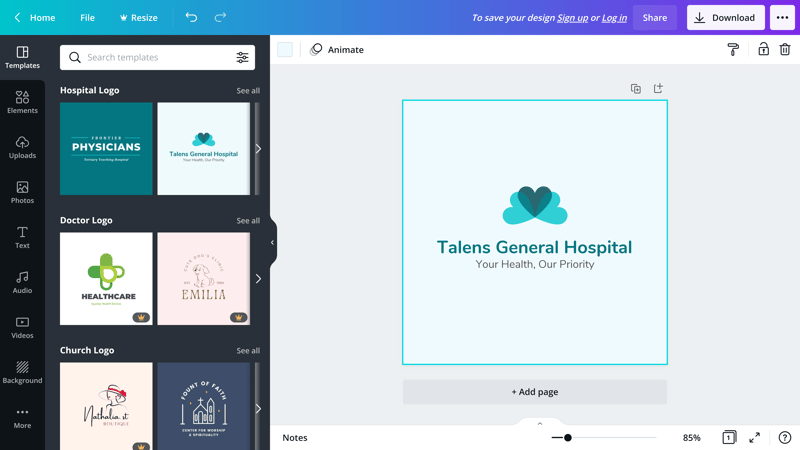 Home
File
Resize
To save your design Sign up or Log in
Share
Download
Templates
Elements
Uploads
Photos
Text
Audio
Videos
Background
More
Search templates
Hospital Logo
See all
FRONTIER
PHYSICIANS
Tertiary Teaching Hospital
Talens General Hospital
Your Health, Our Priority
Doctor Logo
See all
HEALTHCARE
EMILIA
Church Logo
See all
Nathalia st
BOUTIQUE
FOUNT OF FAITH
CENTER FOR WORSHIP
& SPIRITUALITY
Animate
Talens General Hospital
Your Health, Our Priority
+ Add page
Notes
85%
1